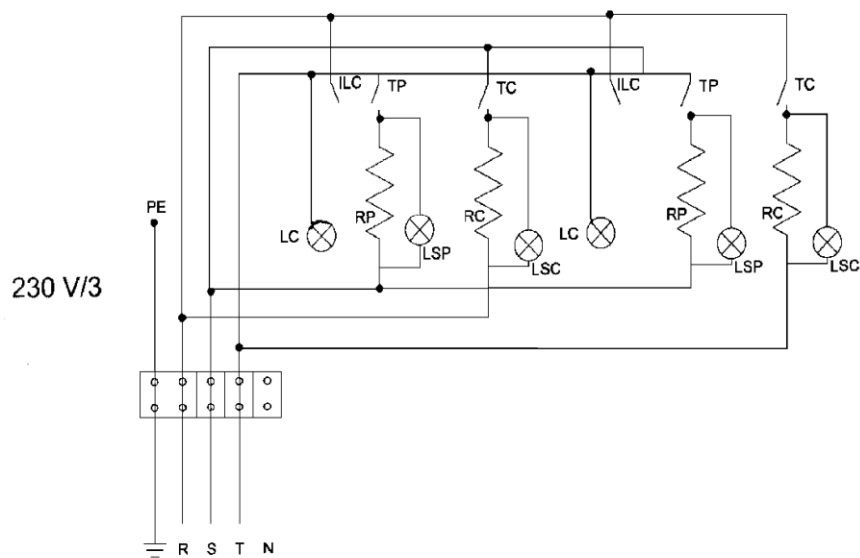 ILC TP TC ILC TP TC
PE
RP RC RP RC
LC LSP LSC LC LSP LSC
230 V/3
R S T N